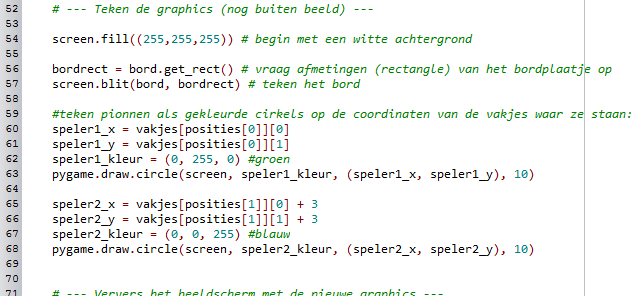 52 # --- Teken de graphics (nog buiten beeld) ---
53
54 screen.fill((255,255,255)) # begin met een witte achtergrond
55
56 bordrect = bord.get_rect() # vraag afmetingen (rectangle) van het bordplaatje op
57 screen.blit(bord, bordrect) # teken het bord
58
59 #teken pionnen als gekleurde cirkels op de coordinaten van de vakjes waar ze staan:
60 speler1_x = vakjes[posities[0]][0]
61 speler1_y = vakjes[posities[0]][1]
62 speler1_kleur = (0, 255, 0) #groen
63 pygame.draw.circle(screen, speler1_kleur, (speler1_x, speler1_y), 10)
64
65 speler2_x = vakjes[posities[1]][0] + 3
66 speler2_y = vakjes[posities[1]][1] + 3
67 speler2_kleur = (0, 0, 255) #blauw
68 pygame.draw.circle(screen, speler2_kleur, (speler2_x, speler2_y), 10)
69
70
71 # --- Ververs het beeldscherm met de nieuwe graphics ---